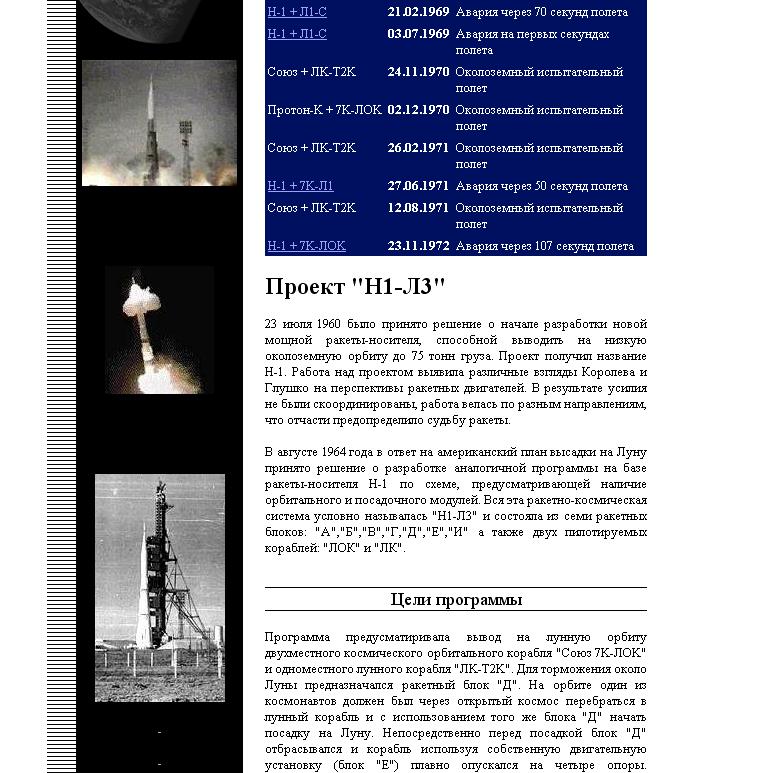 Н-1 + Л1-С 21.02.1969 Авария через 70 секунд полета
Н-1 + Л1-С 03.07.1969 Авария на первых секундах
полета
Союз + ЛК-Т2К 24.11.1970 Околоземный испытательный
полет
Протон-К + 7К-ЛОК 02.12.1970 Околоземный испытательный
полет
Союз + ЛК-Т2К 26.02.1971 Околоземный испытательный
полет
Н-1 + 7К-Л1 27.06.1971 Авария через 50 секунд полета
Союз + ЛК-Т2К 12.08.1971 Околоземный испытательный
полет
Н-1 + 7К-ЛОК 23.11.1972 Авария через 107 секунд полета
Проект "Н1-Л3"
23 июля 1960 было принято решение о начале разработки новой
мощной ракеты-носителя, способной выводить на низкую
околоземную орбиту до 75 тонн груза. Проект получил название
Н-1. Работа над проектом выявила различные взгляды Королева и
Глушко на перспективы ракетных двигателей. В результате усилия
не были скоординированы, работа велась по разным направлениям,
что отчасти предопределило судьбу ракеты.
В августе 1964 года в ответ на американский план высадки на Луну
принято решение о разработке аналогичной программы на базе
ракеты-носителя Н-1 по схеме, предусматривающей наличие
орбитального и посадочного модулей. Вся эта ракетно-космическая
система условно называлась "Н1-Л3" и состояла из семи ракетных
блоков: "А","Б","В","Г,"Д","Е","И" а также двух пилотируемых
кораблей: "ЛОК" и "ЛК".
Цели программы
Программа предусматривала вывод на лунную орбиту
двухместного космического орбитального корабля "Союз 7К-ЛОК"
и одноместного лунного корабля "ЛК-Т2К". Для торможения около
Луны предназначался ракетный блок "Д". На орбите один из
космонавтов должен был через открытый космос перебраться в
лунный корабль и с использованием того же блока "Д" начать
посадку на Луну. Непосредственно перед посадкой блок "Д"
отбрасывался и корабль используя собственную двигательную
установку (блок "Е") плавно опускался на четыре опоры.